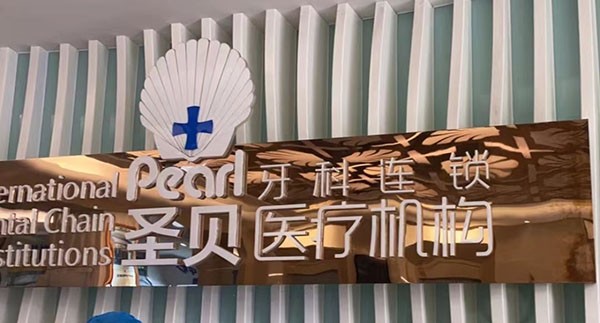 ernational
ntal Chain
stitutions
Pearl 牙科连锁
圣贝 医疗机构